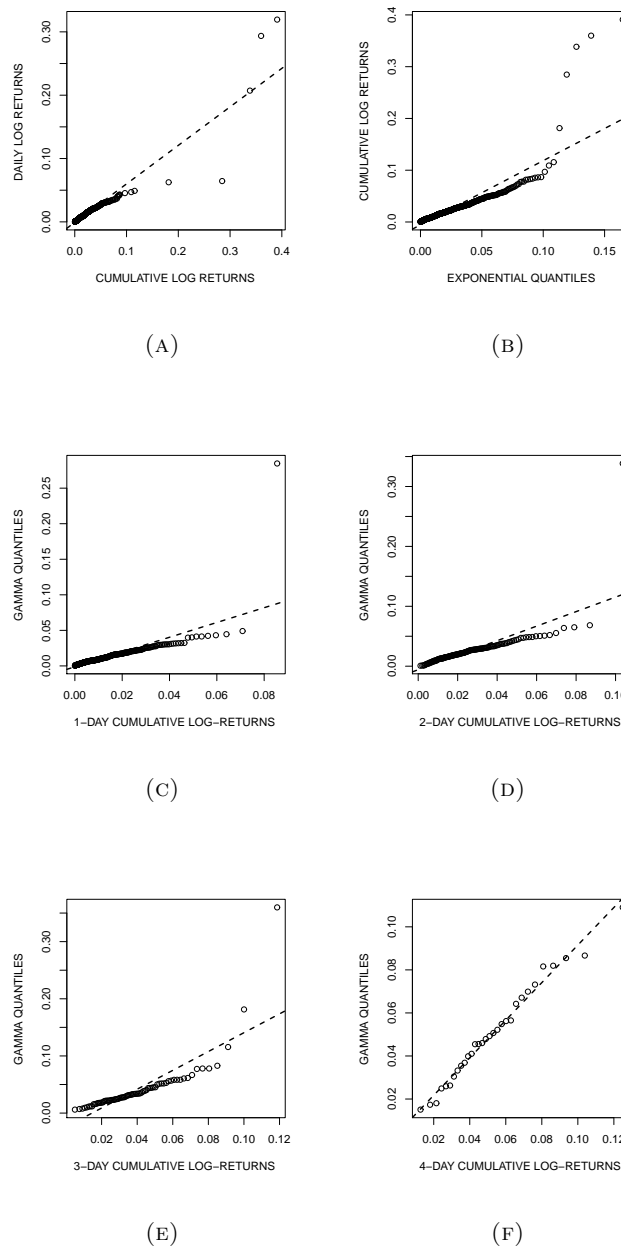 DAILY LOG RETURNS
0.00 0.10 0.20 0.30
0.0 0.1 0.2 0.3 0.4
CUMULATIVE LOG RETURNS
(A)
CUMULATIVE LOG RETURNS
0.0 0.1 0.2 0.3 0.4
0.00 0.05 0.10 0.15
EXPONENTIAL QUANTILES
(B)
GAMMA QUANTILES
0.00 0.05 0.10 0.15 0.20 0.25
0.00 0.02 0.04 0.06 0.08
1−DAY CUMULATIVE LOG−RETURNS
(C)
GAMMA QUANTILES
0.00 0.10 0.20 0.30
0.00 0.02 0.04 0.06 0.08
2−DAY CUMULATIVE LOG−RETURNS
(D)
GAMMA QUANTILES
0.00 0.10 0.20 0.30
0.02 0.04 0.06 0.08 0.10 0.12
3−DAY CUMULATIVE LOG−RETURNS
(E)
GAMMA QUANTILES
0.02 0.04 0.06 0.08 0.10
0.02 0.04 0.06 0.08 0.10 0.12
4−DAY CUMULATIVE LOG−RETURNS
(F)